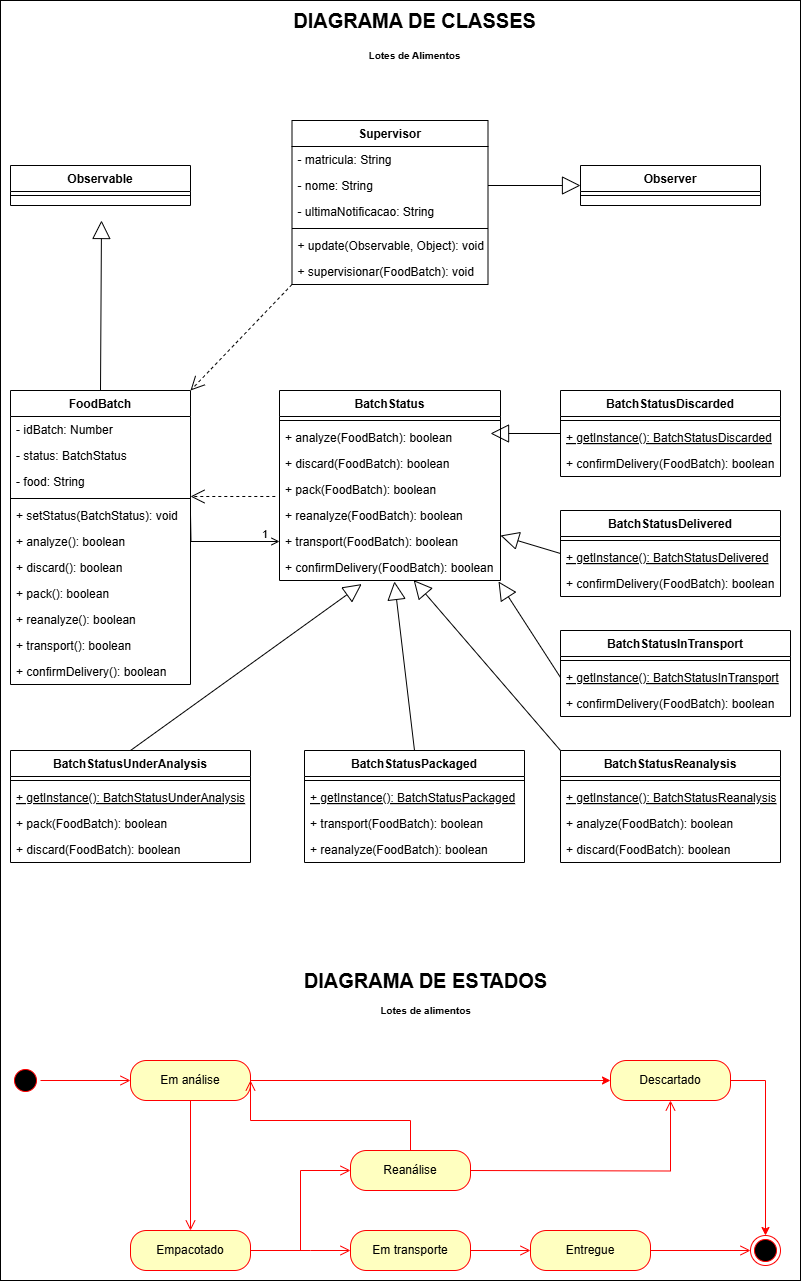 DIAGRAMA DE CLASSES
Lotes de Alimentos
Supervisor
- matricula: String
- nome: String
- ultimaNotificacao: String
+ update(Observable, Object): void
+ supervisionar(FoodBatch): void
Observable
Observer
FoodBatch
- idBatch: Number
- status: BatchStatus
- food: String
+ setStatus(BatchStatus): void
+ analyze(): boolean
+ discard(): boolean
+ pack(): boolean
+ reanalyze(): boolean
+ transport(): boolean
+ confirmDelivery(): boolean
1
BatchStatus
+ analyze(FoodBatch): boolean
+ discard(FoodBatch): boolean
+ pack(FoodBatch): boolean
+ reanalyze(FoodBatch): boolean
+ transport(FoodBatch): boolean
+ confirmDelivery(FoodBatch): boolean
BatchStatusDiscarded
+ getInstance(): BatchStatusDiscarded
+ confirmDelivery(FoodBatch): boolean
BatchStatusDelivered
+ getInstance(): BatchStatusDelivered
+ confirmDelivery(FoodBatch): boolean
BatchStatusInTransport
+ getInstance(): BatchStatusInTransport
+ confirmDelivery(FoodBatch): boolean
BatchStatusUnderAnalysis
+ getInstance(): BatchStatusUnderAnalysis
+ pack(FoodBatch): boolean
+ discard(FoodBatch): boolean
BatchStatusPackaged
+ getInstance(): BatchStatusPackaged
+ transport(FoodBatch): boolean
+ reanalyze(FoodBatch): boolean
BatchStatusReanalysis
+ getInstance(): BatchStatusReanalysis
+ analyze(FoodBatch): boolean
+ discard(FoodBatch): boolean
DIAGRAMA DE ESTADOS
Lotes de alimentos
Em análise
Descartado
Reanálise
Empacotado
Em transporte
Entregue